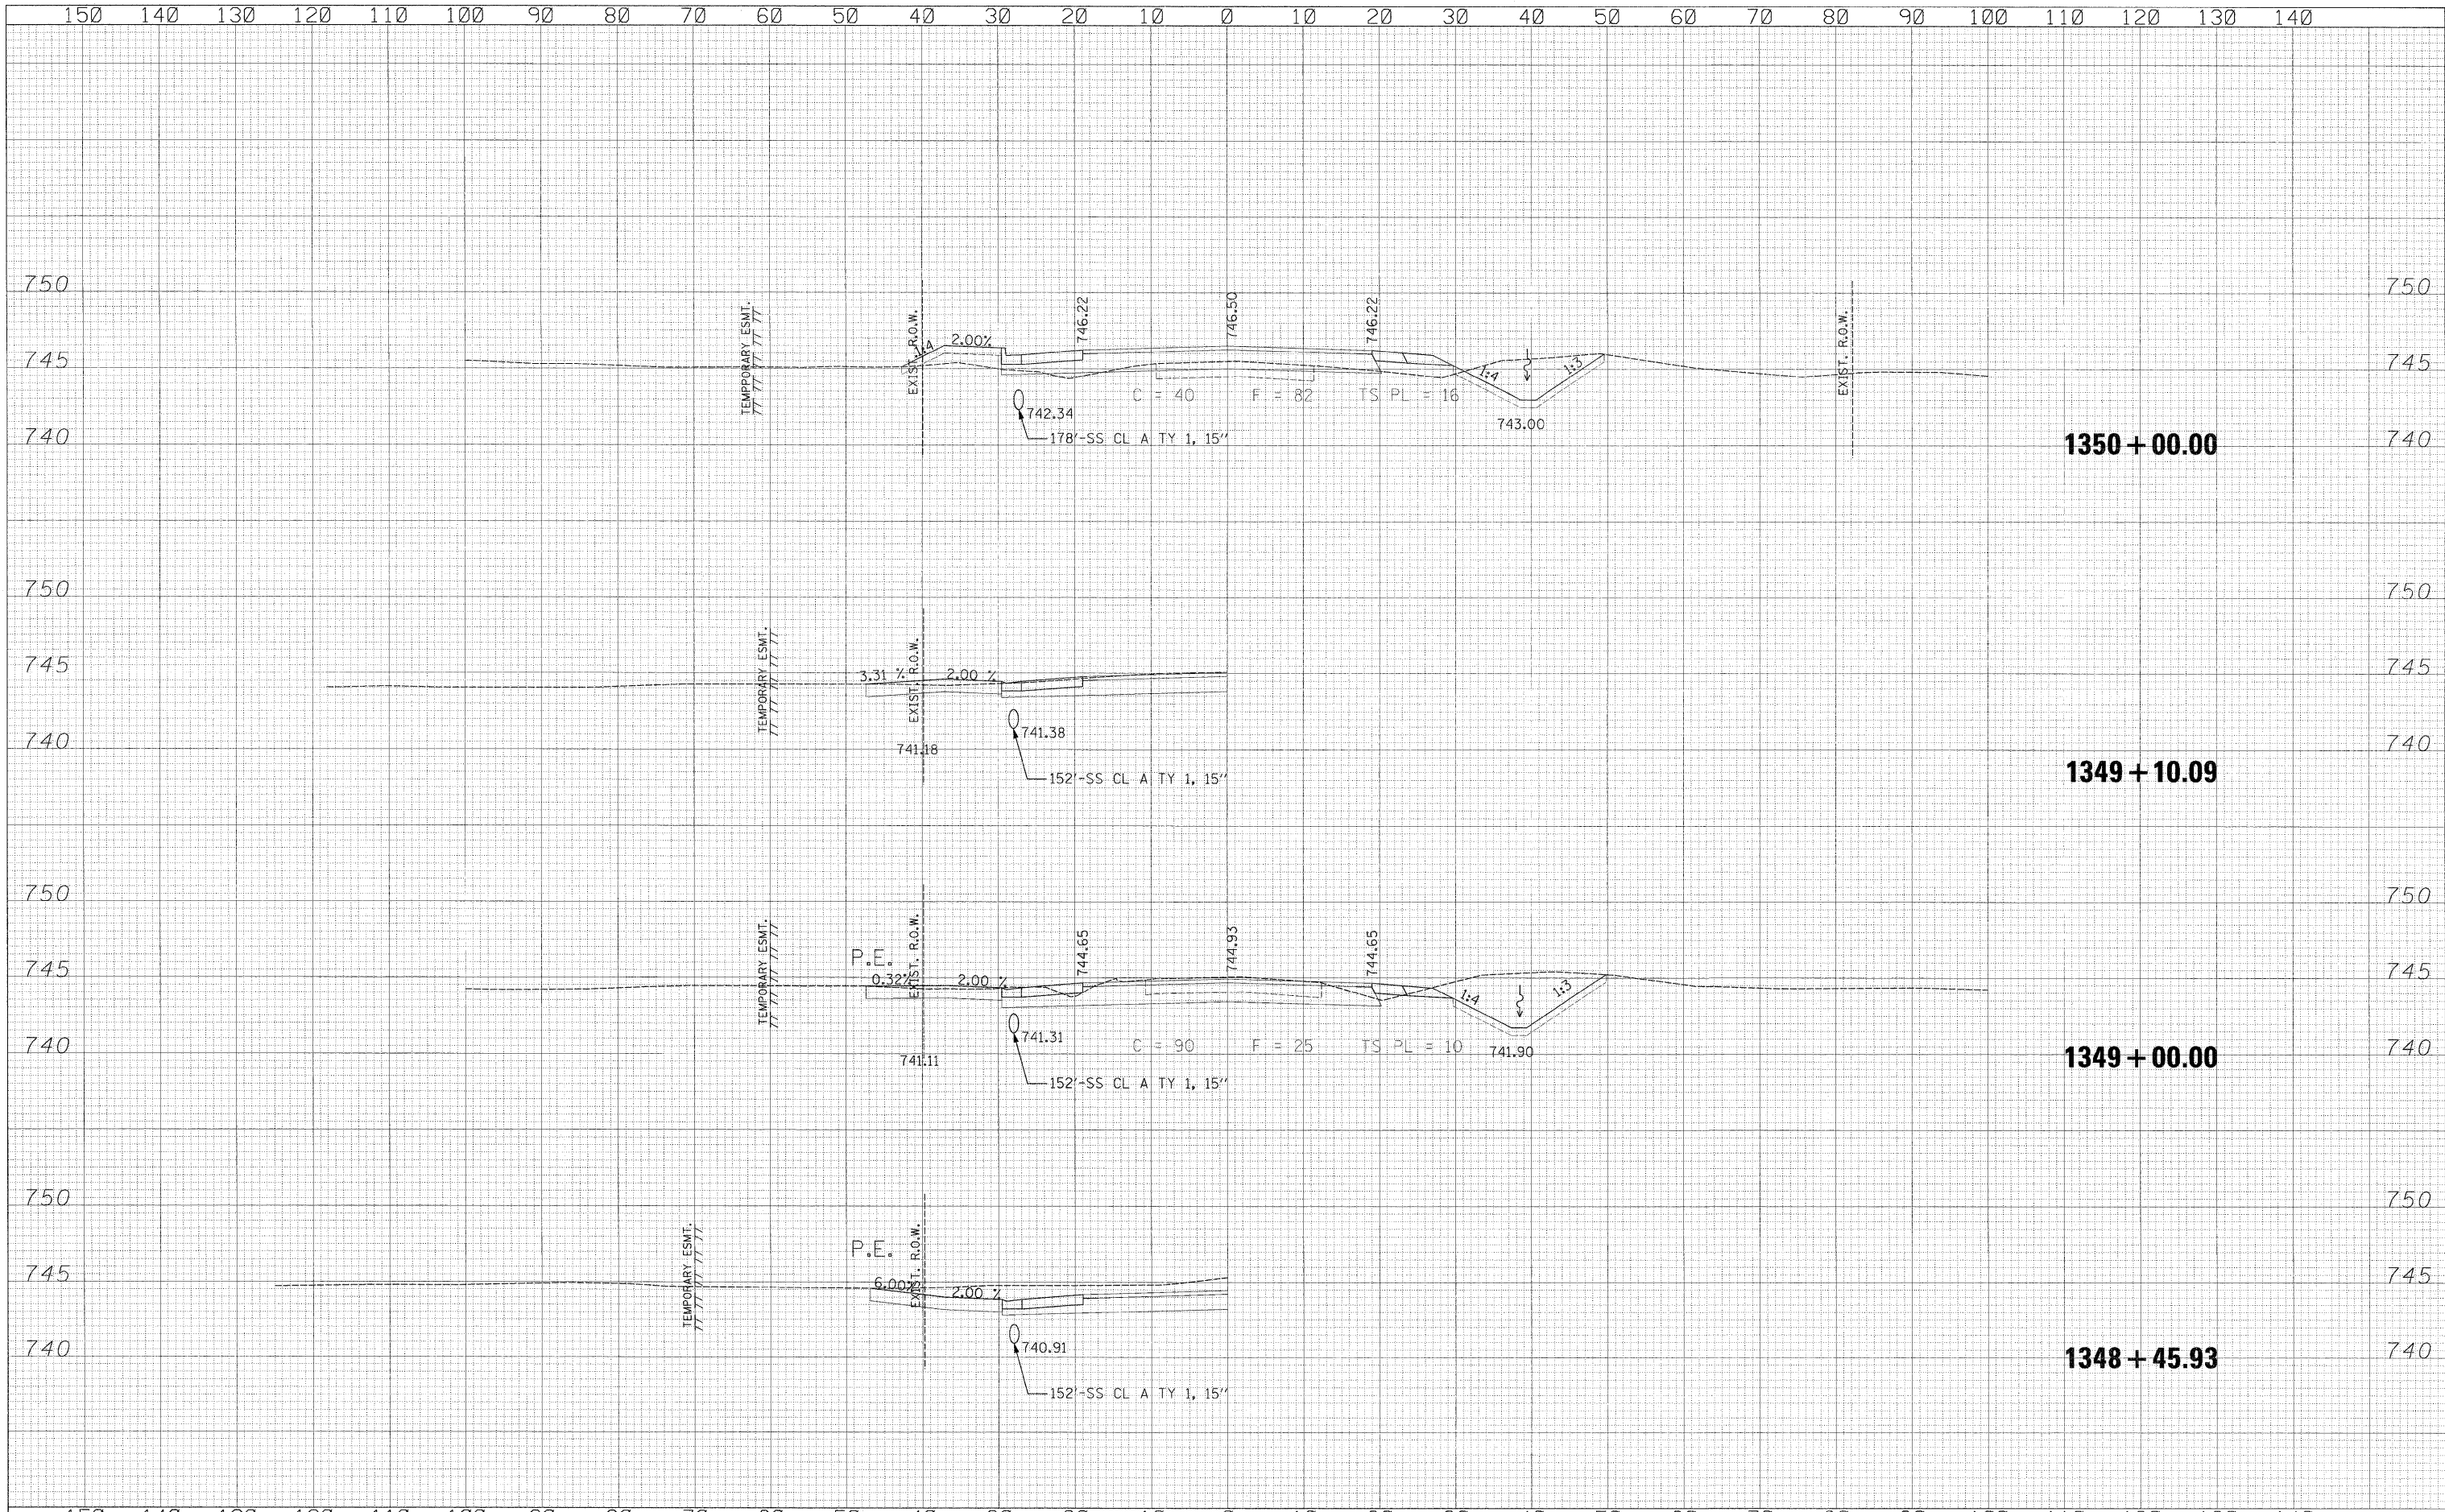 150 140 130 120 110 100 90 80 70 60 50 40 30 20 10 0 10 20 30 40 50 60 70 80 90 100 110 120 130 140
750 750
TEMPPORARY ESMT.
EXIST. R.O.W.
1:4
2.00%
746.22
746.50
746.22
1:4
1:3
EXIST. R.O.W.
745 745
C = 40 F = 82 TS PL = 16
742.34
743.00
178'-SS CL A TY 1, 15"
740 740
1350 + 00.00
750 750
TEMPORARY ESMT.
EXIST. R.O.W.
745 745
3.31 % 2.00 %
741.38
741.18
740 740
152'-SS CL A TY 1, 15"
1349 + 10.09
750 750
TEMPORARY ESMT.
P.E.
EXIST. R.O.W.
744.65
744.93
744.65
745 745
0.32% 2.00 %
1:4
1:3
741.31
C = 90 F = 25 TS PL = 10
741.90
741.11
740 740
1349 + 00.00
152'-SS CL A TY 1, 15"
750 750
TEMPORARY ESMT.
P.E.
EXIST. R.O.W.
745 745
6.00% 2.00 %
740.91
740 740
1348 + 45.93
152'-SS CL A TY 1, 15"